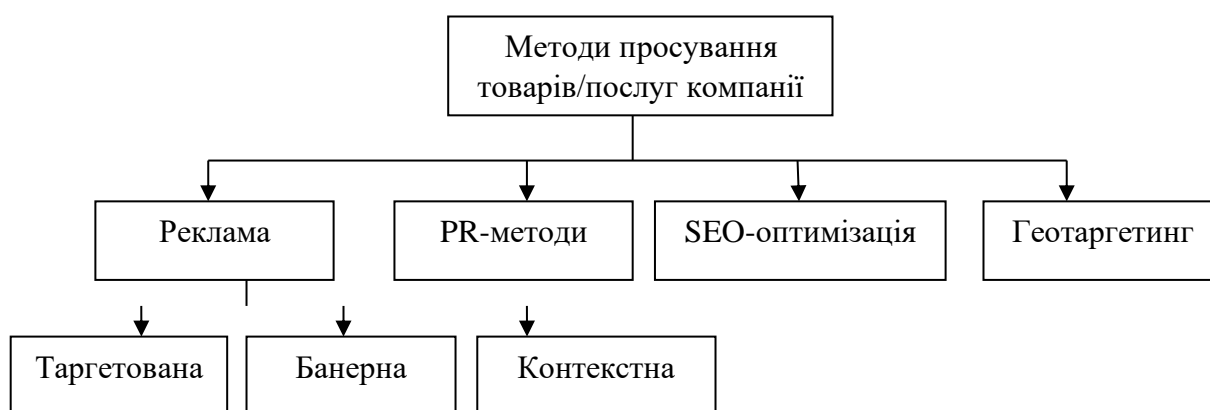 Методи просування
товарів/послуг компанії
Реклама
PR-методи
SEO-оптимізація
Геотаргетинг
Таргетована
Банерна
Контекстна